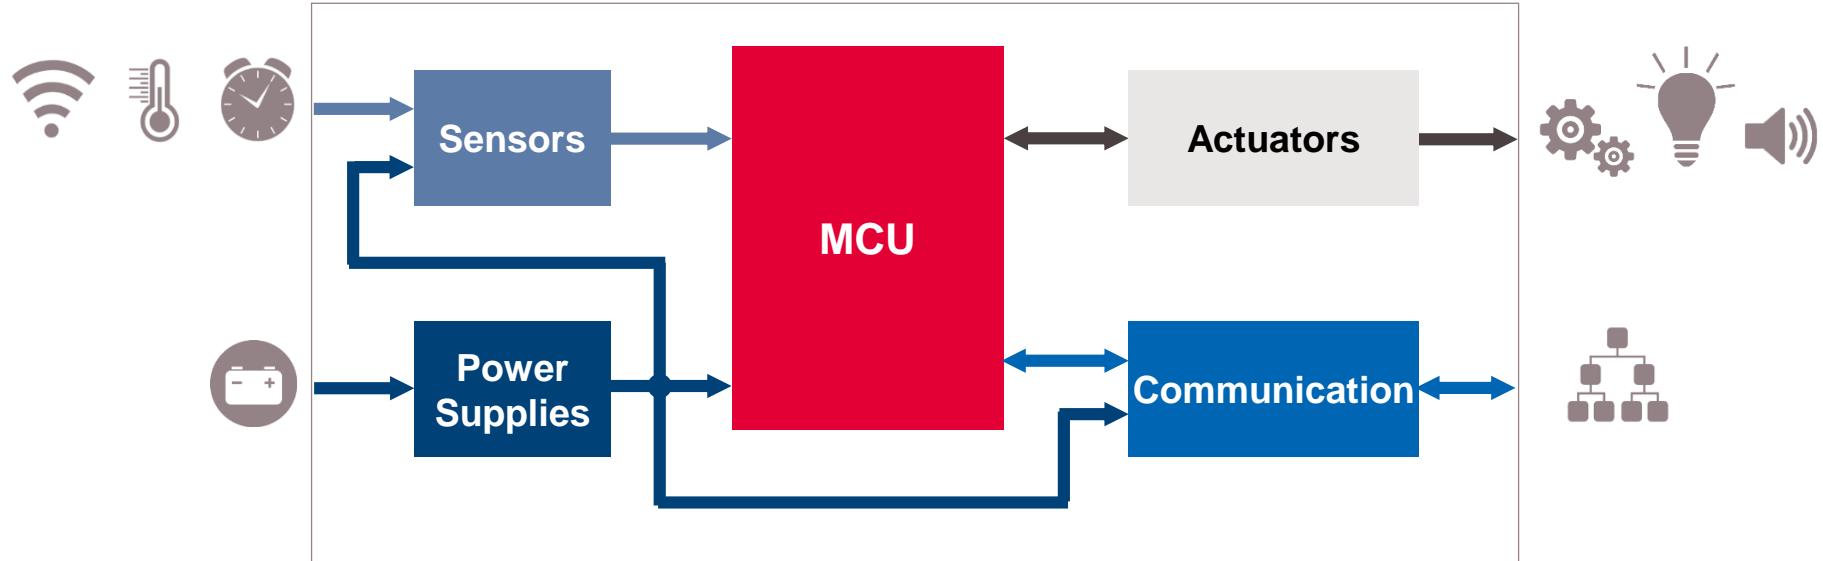 Sensors
MCU
Actuators
Power
Supplies
Communication